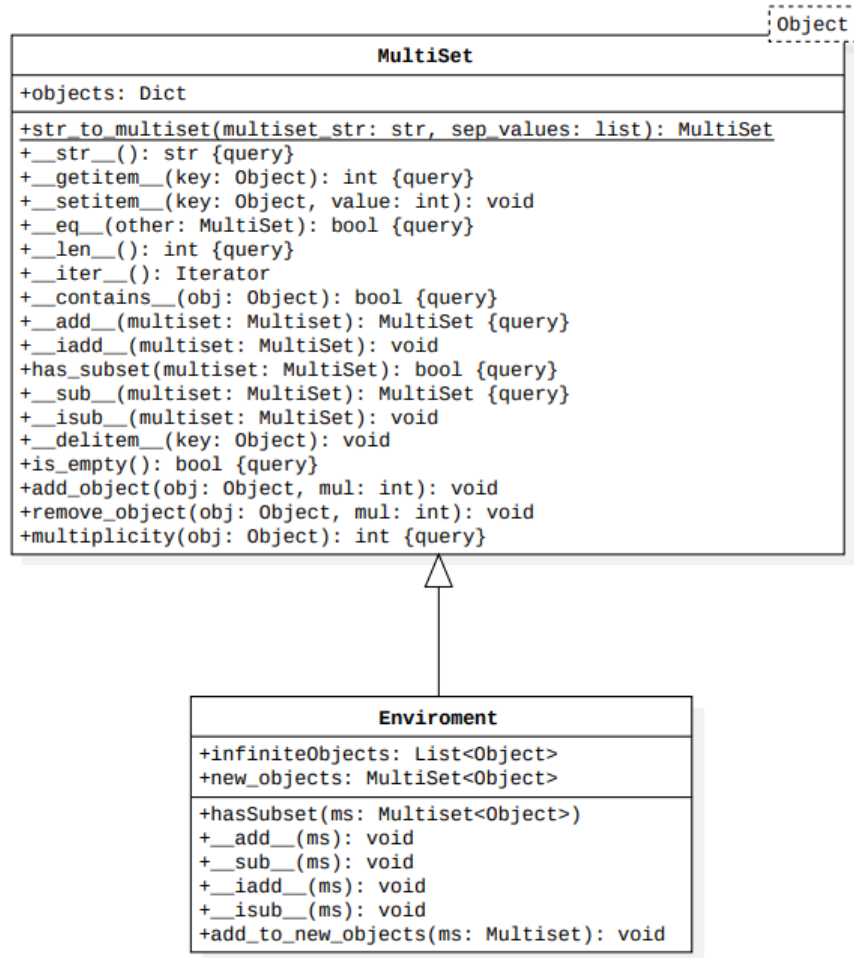 Object
MultiSet
+objects: Dict
+str_to_multiset(multiset_str: str, sep_values: list): MultiSet
+__str__(): str {query}
+__getitem__(key: Object): int {query}
+__setitem__(key: Object, value: int): void
+__eq__(other: MultiSet): bool {query}
+__len__(): int {query}
+__iter__(): Iterator
+__contains__(obj: Object): bool {query}
+__add__(multiset: Multiset): MultiSet {query}
+__iadd__(multiset: MultiSet): void
+has_subset(multiset: MultiSet): bool {query}
+__sub__(multiset: MultiSet): MultiSet {query}
+__isub__(multiset: MultiSet): void
+__delitem__(key: Object): void
+is_empty(): bool {query}
+add_object(obj: Object, mul: int): void
+remove_object(obj: Object, mul: int): void
+multiplicity(obj: Object): int {query}
Enviroment
+infiniteObjects: List<Object>
+new_objects: MultiSet<Object>
+hasSubset(ms: Multiset<Object>)
+__add__(ms): void
+__sub__(ms): void
+__iadd__(ms): void
+__isub__(ms): void
+add_to_new_objects(ms: Multiset): void